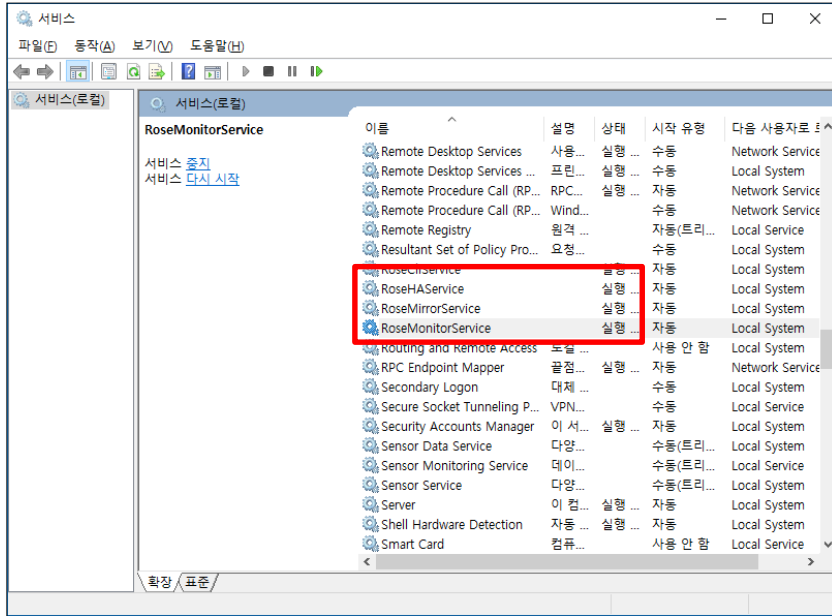 서비스
파일(F) 동작(A) 보기(V) 도움말(H)
서비스(로컬)
서비스(로컬)
RoseMonitorService
서비스 중지
서비스 다시 시작
이름 설명 상태 시작 유형 다음 사용자로
Remote Desktop Services 사용... 실행 ... 수동 Network Service
Remote Desktop Services ... 프린... 실행 ... 수동 Local System
Remote Procedure Call (RP... RPC... 실행 ... 자동 Network Service
Remote Procedure Call (RP... Wind... 수동 Network Service
Remote Registry 원격 ... 자동(트리... Local Service
Resultant Set of Policy Pro... 요청... 수동 Local System
실행 ... 자동 Local System
RoseHAService 실행 ... 자동 Local System
RoseMirrorService 실행 ... 자동 Local System
RoseMonitorService 실행 ... 자동 Local System
Routing and Remote Access 로컬 ... 사용 안 함 Local System
RPC Endpoint Mapper 끝점... 실행 ... 자동 Network Service
Secondary Logon 대체 ... 수동 Local System
Secure Socket Tunneling P... VPN... 수동 Local Service
Security Accounts Manager 이 서... 실행 ... 자동 Local System
Sensor Data Service 다양... 수동(트리... Local System
Sensor Monitoring Service 데이... 수동(트리... Local Service
Sensor Service 다양... 수동(트리... Local System
Server 이 컴... 실행 ... 자동 Local System
Shell Hardware Detection 자동 ... 실행 ... 자동 Local System
Smart Card 컴퓨... 사용 안 함 Local Service
확장 표준